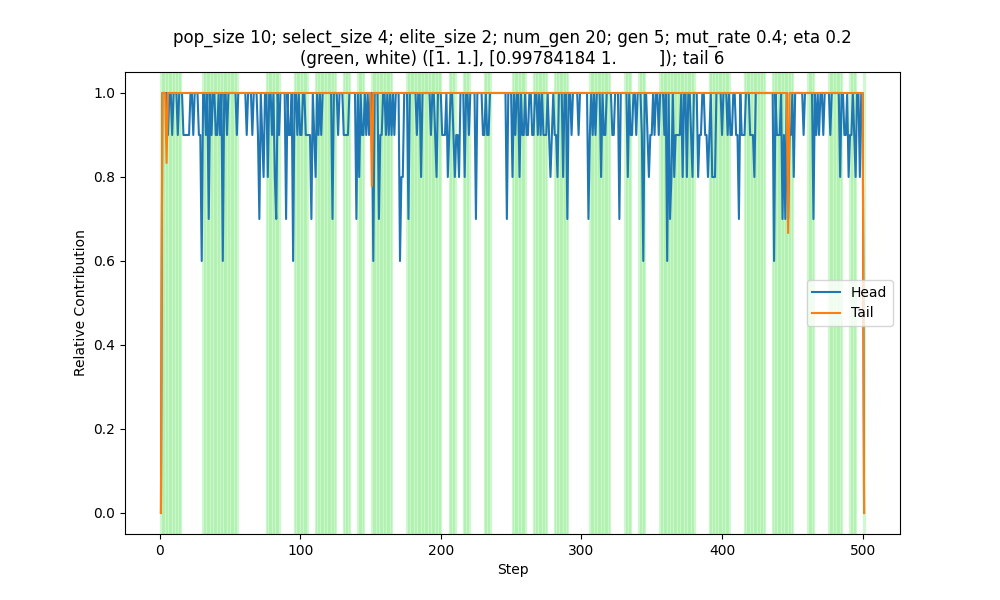 pop_size 10; select_size 4; elite_size 2; num_gen 20; gen 5; mut_rate 0.4; eta 0.2
(green, white) ([1. 1.], [0.99784184 1.         ]); tail 6
1.0
0.8
0.6
0.4
0.2
0.0
Relative Contribution
Head
Tail
0 100 200 300 400 500
Step